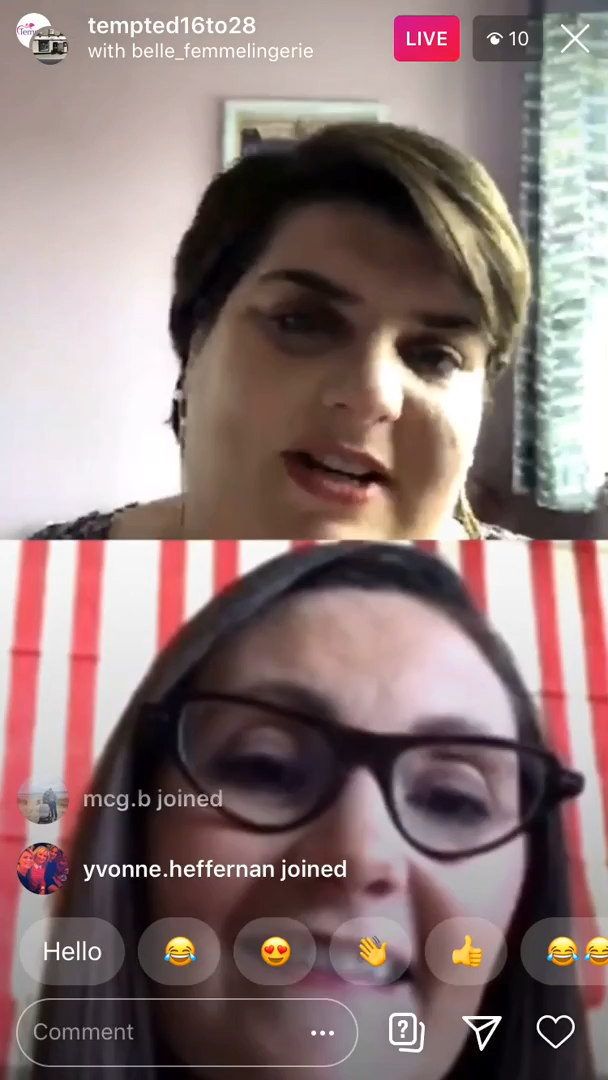 tempted16to28
with belle_femmelingerie
LIVE
10
mcg.b joined
yvonne.heffernan joined
Hello
Comment